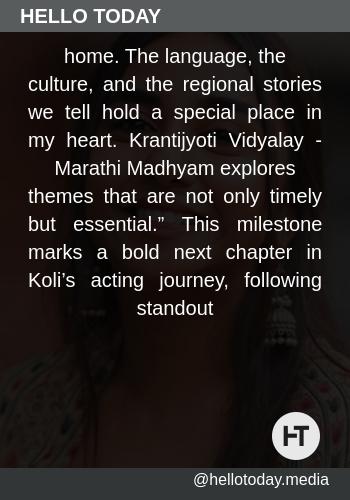 HELLO TODAY
home. The language, the
culture, and the regional stories
we tell hold a special place in
my heart. Krantijyoti Vidyalay -
Marathi Madhyam explores
themes that are not only timely
but essential.” This milestone
marks a bold next chapter in
Koli’s acting journey, following
standout
HT
@hellotoday.media